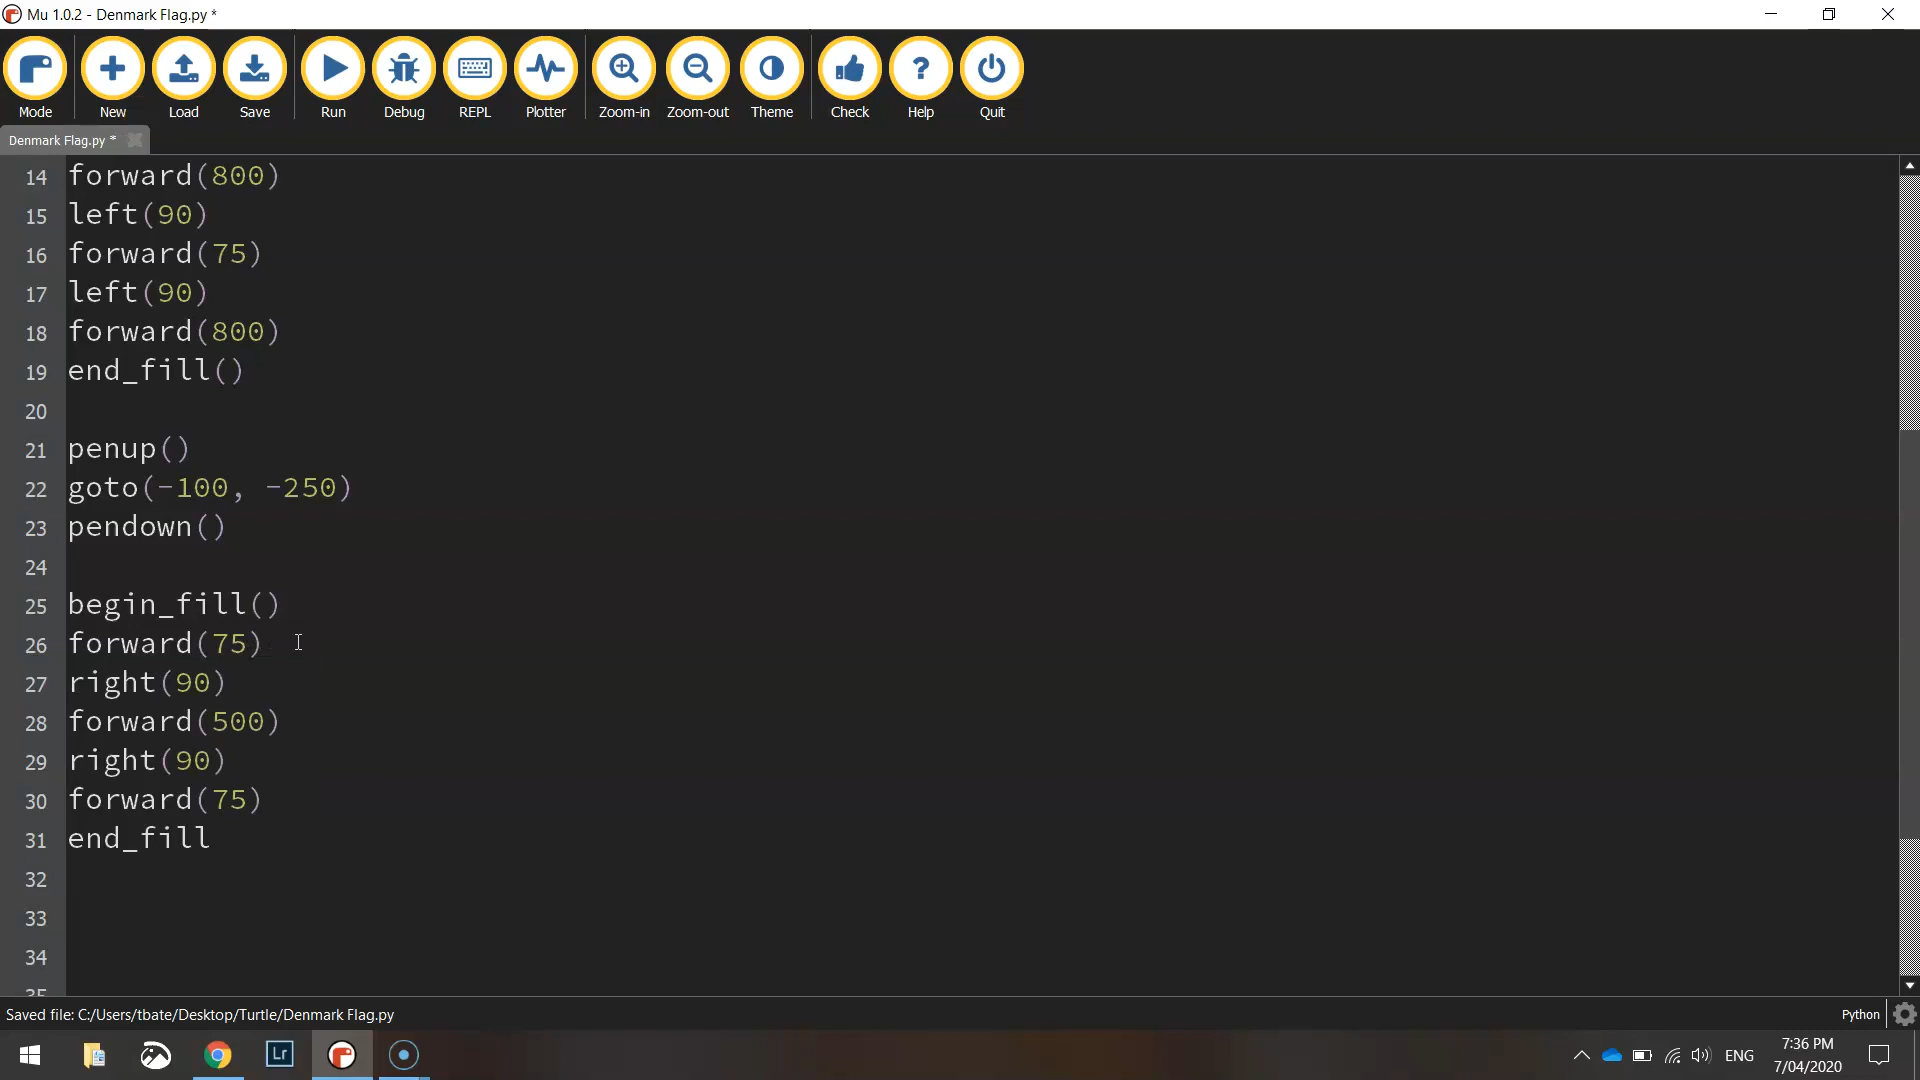 Mu 1.0.2 - Denmark Flag.py *
Mode New Load Save Run Debug REPL Plotter Zoom-in Zoom-out Theme Check Help Quit
Denmark Flag.py *
14 forward(800)
15 left(90)
16 forward(75)
17 left(90)
18 forward(800)
19 end_fill()
20
21 penup()
22 goto(-100, -250)
23 pendown()
24
25 begin_fill()
26 forward(75)
27 right(90)
28 forward(500)
29 right(90)
30 forward(75)
31 end_fill
32
33
34
35
Saved file: C:/Users/tbate/Desktop/Turtle/Denmark Flag.py Python
Lr ENG 7:36 PM
7/04/2020